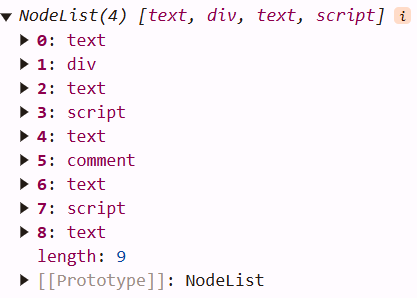 ▼ NodeList(4) [text, div, text, script] i
▶ 0: text
▶ 1: div
▶ 2: text
▶ 3: script
▶ 4: text
▶ 5: comment
▶ 6: text
▶ 7: script
▶ 8: text
length: 9
▶ [[Prototype]]: NodeList